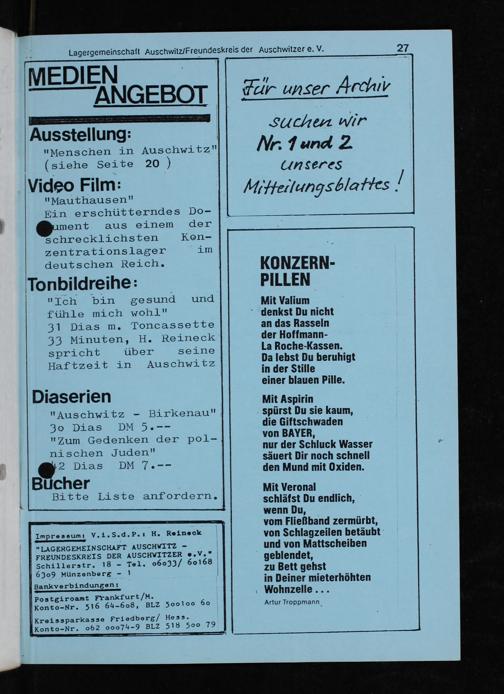 Lagergemeinschaft Auschwitz/Freundeskreis der Auschwitzer e. V. 27
MEDIEN
ANGEBOT
Ausstellung:
"Menschen in Auschwitz"
(siehe Seite 20 )
Video Film:
"Mauthausen"
Ein erschütterndes Do-
ument aus einem der
schrecklichsten Kon-
zentrationslager im
deutschen Reich.
Tonbildreihe:
"Ich bin gesund und
fühle mich wohl"
31 Dias m. Toncassette
33 Minuten, H. Reineck
spricht über seine
Haftzeit in Auschwitz
Diaserien
"Auschwitz - Birkenau"
3o Dias DM 5.--
"Zum Gedenken der pol-
nischen Juden"
2 Dias DM 7.--
Bücher
Bitte Liste anfordern.
Impressum: V.i.S.d.P.: H. Reineck
"LAGERGEMEINSCHAFT AUSCHWITZ -
FREUNDESKREIS DER AUSCHWITZER e.V."
Schillerstr. 18 - Tel. o6o33/ 6o168
63o9 Münzenberg - 1
Bankverbindungen:
Postgiroamt Frankfurt/M.
Konto-Nr. 516 64-6o8, BLZ 5oo1oo 6o
Kreissparkasse Friedberg/ Hess.
Konto-Nr. o62 ooo74-9 BLZ 518 5oo 79
Für unser Archiv
suchen wir
Nr. 1 und 2
unseres
Mitteilungsblattes!
KONZERN-
PILLEN
Mit Valium
denkst Du nicht
an das Rasseln
der Hoffmann-
La Roche-Kassen.
Da lebst Du beruhigt
in der Stille
einer blauen Pille.
Mit Aspirin
spürst Du sie kaum,
die Giftschwaden
von BAYER,
nur der Schluck Wasser
säuert Dir noch schnell
den Mund mit Oxiden.
Mit Veronal
schläfst Du endlich,
wenn Du,
vom Fließband zermürbt,
von Schlagzeilen betäubt
und von Mattscheiben
geblendet,
zu Bett gehst
in Deiner mieterhöhten
Wohnzelle . . .
Artur Troppmann